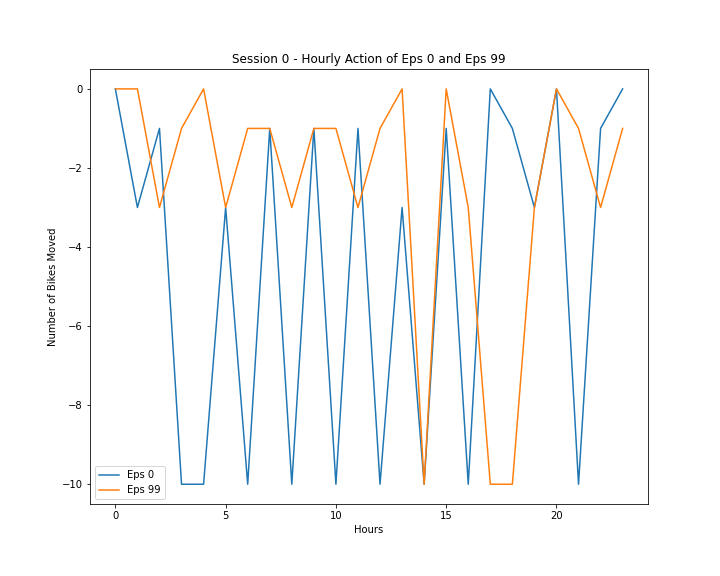 Session 0 - Hourly Action of Eps 0 and Eps 99
0
−2
−4
−6
−8
−10
Number of Bikes Moved
Eps 0
Eps 99
0 5 10 15 20
Hours